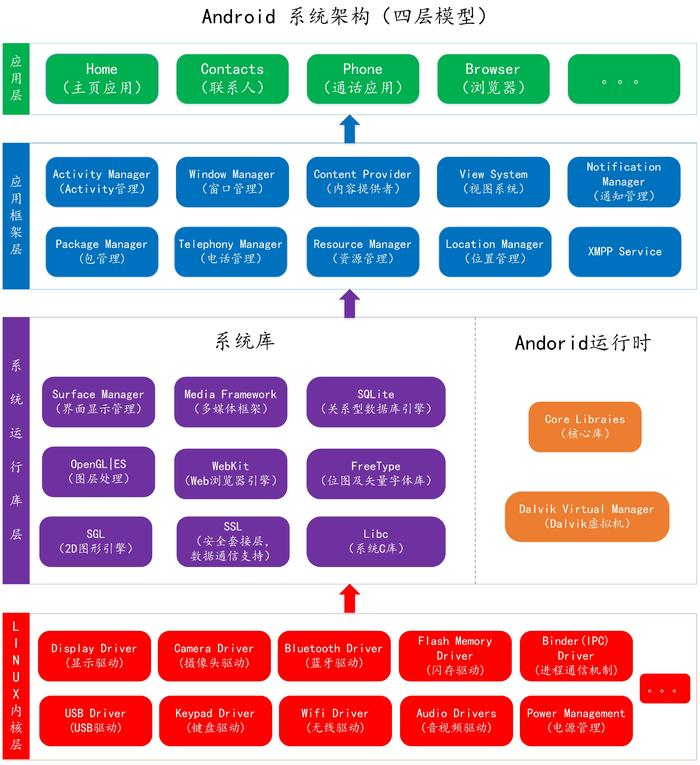 Android 系统架构（四层模型）
应用层
Home
（主页应用）
Contacts
（联系人）
Phone
（通话应用）
Browser
（浏览器）
。。。
应用框架层
Activity Manager
（Activity管理）
Window Manager
（窗口管理）
Content Provider
（内容提供者）
View System
（视图系统）
Notification
Manager
（通知管理）
Package Manager
（包管理）
Telephony Manager
（电话管理）
Resource Manager
（资源管理）
Location Manager
（位置管理）
XMPP Service
系统运行库层
系统库
Surface Manager
（界面显示管理）
Media Framework
（多媒体框架）
SQLite
（关系型数据库引擎）
OpenGL|ES
（图层处理）
WebKit
（Web浏览器引擎）
FreeType
（位图及矢量字体库）
SGL
（2D图形引擎）
SSL
（安全套接层，
数据通信支持）
Libc
（系统C库）
Andorid运行时
Core Libraies
（核心库）
Dalvik Virtual Manager
（Dalvik虚拟机）
LINUX内核层
Display Driver
（显示驱动）
Camera Driver
（摄像头驱动）
Bluetooth Driver
（蓝牙驱动）
Flash Memory
Driver
（闪存驱动）
Binder(IPC)
Driver
（进程通信机制）
USB Driver
（USB驱动）
Keypad Driver
（键盘驱动）
Wifi Driver
（无线驱动）
Audio Drivers
（音视频驱动）
Power Management
（电源管理）
。。。